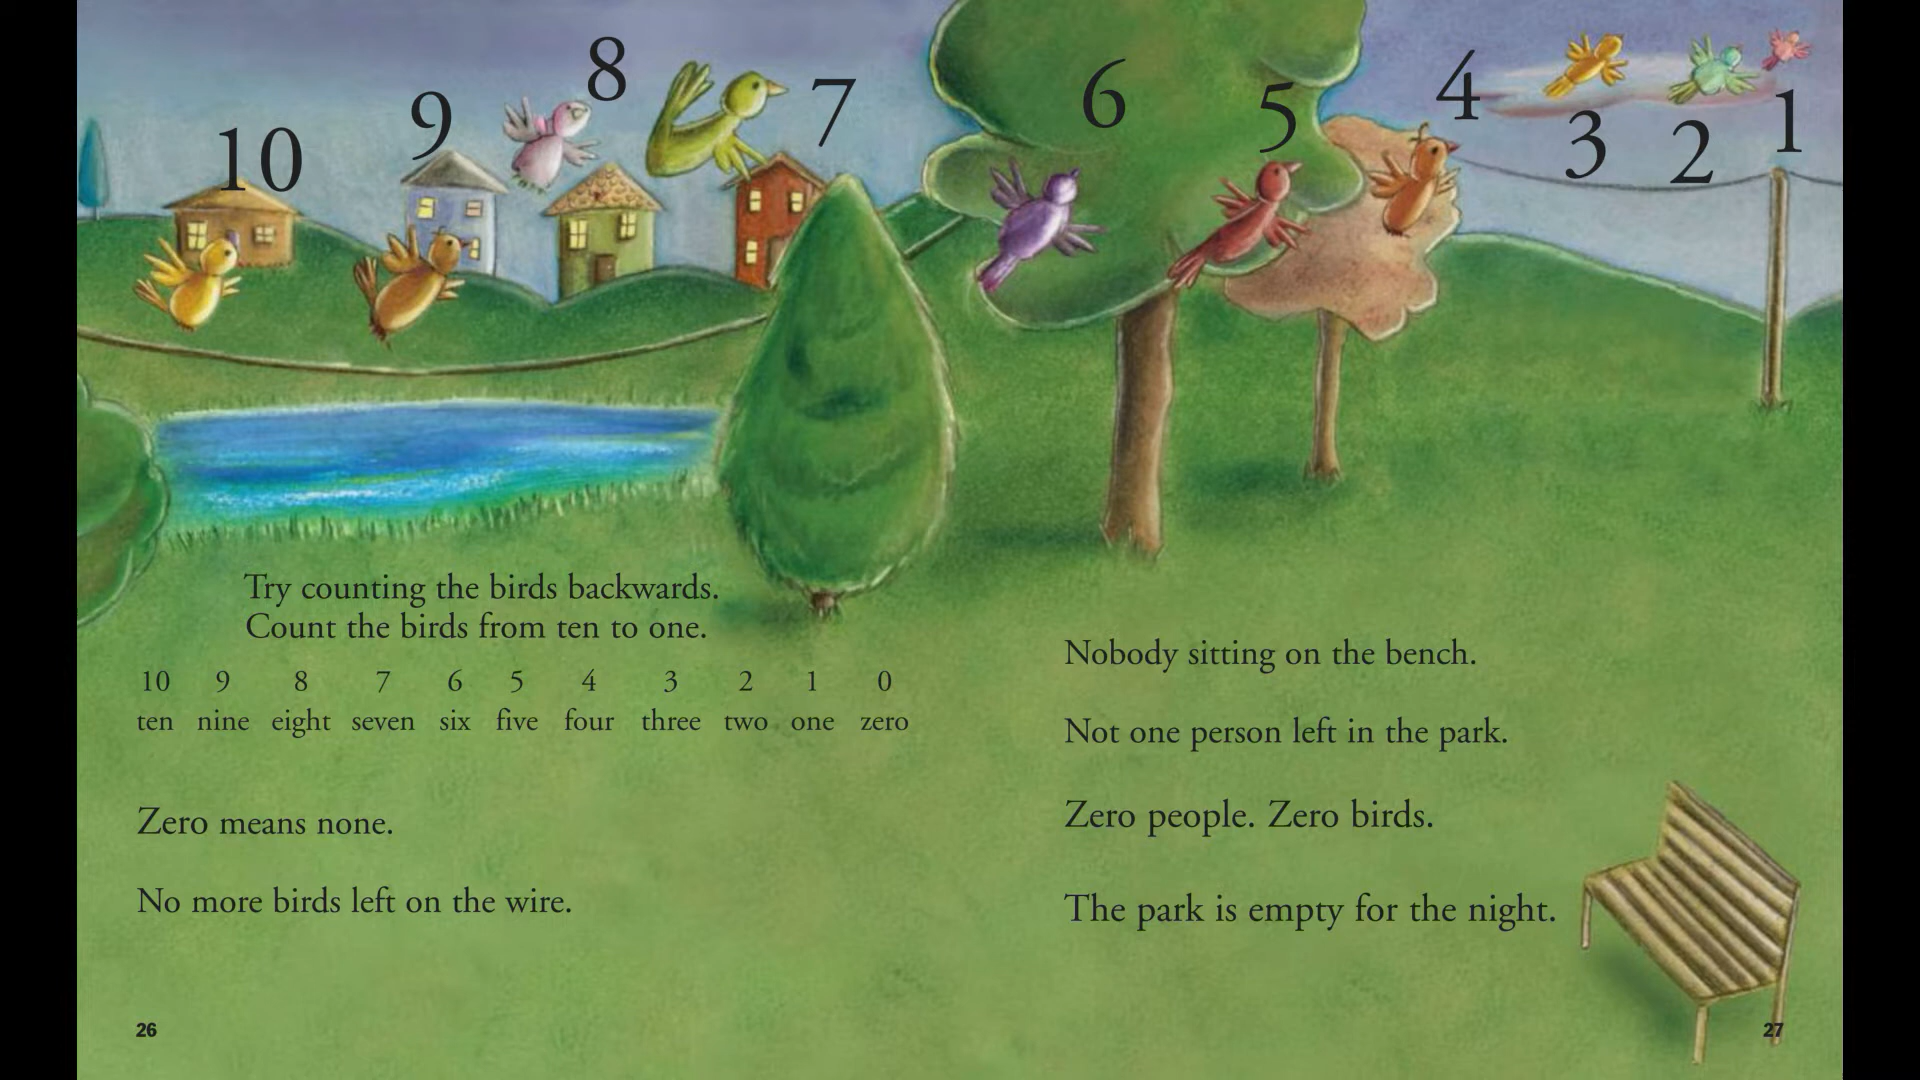 10 9 8 7 6 5 4 3 2 1
Try counting the birds backwards.
Count the birds from ten to one.
10 9 8 7 6 5 4 3 2 1 0
ten nine eight seven six five four three two one zero
Zero means none.
No more birds left on the wire.
26
Nobody sitting on the bench.
Not one person left in the park.
Zero people. Zero birds.
The park is empty for the night.
27